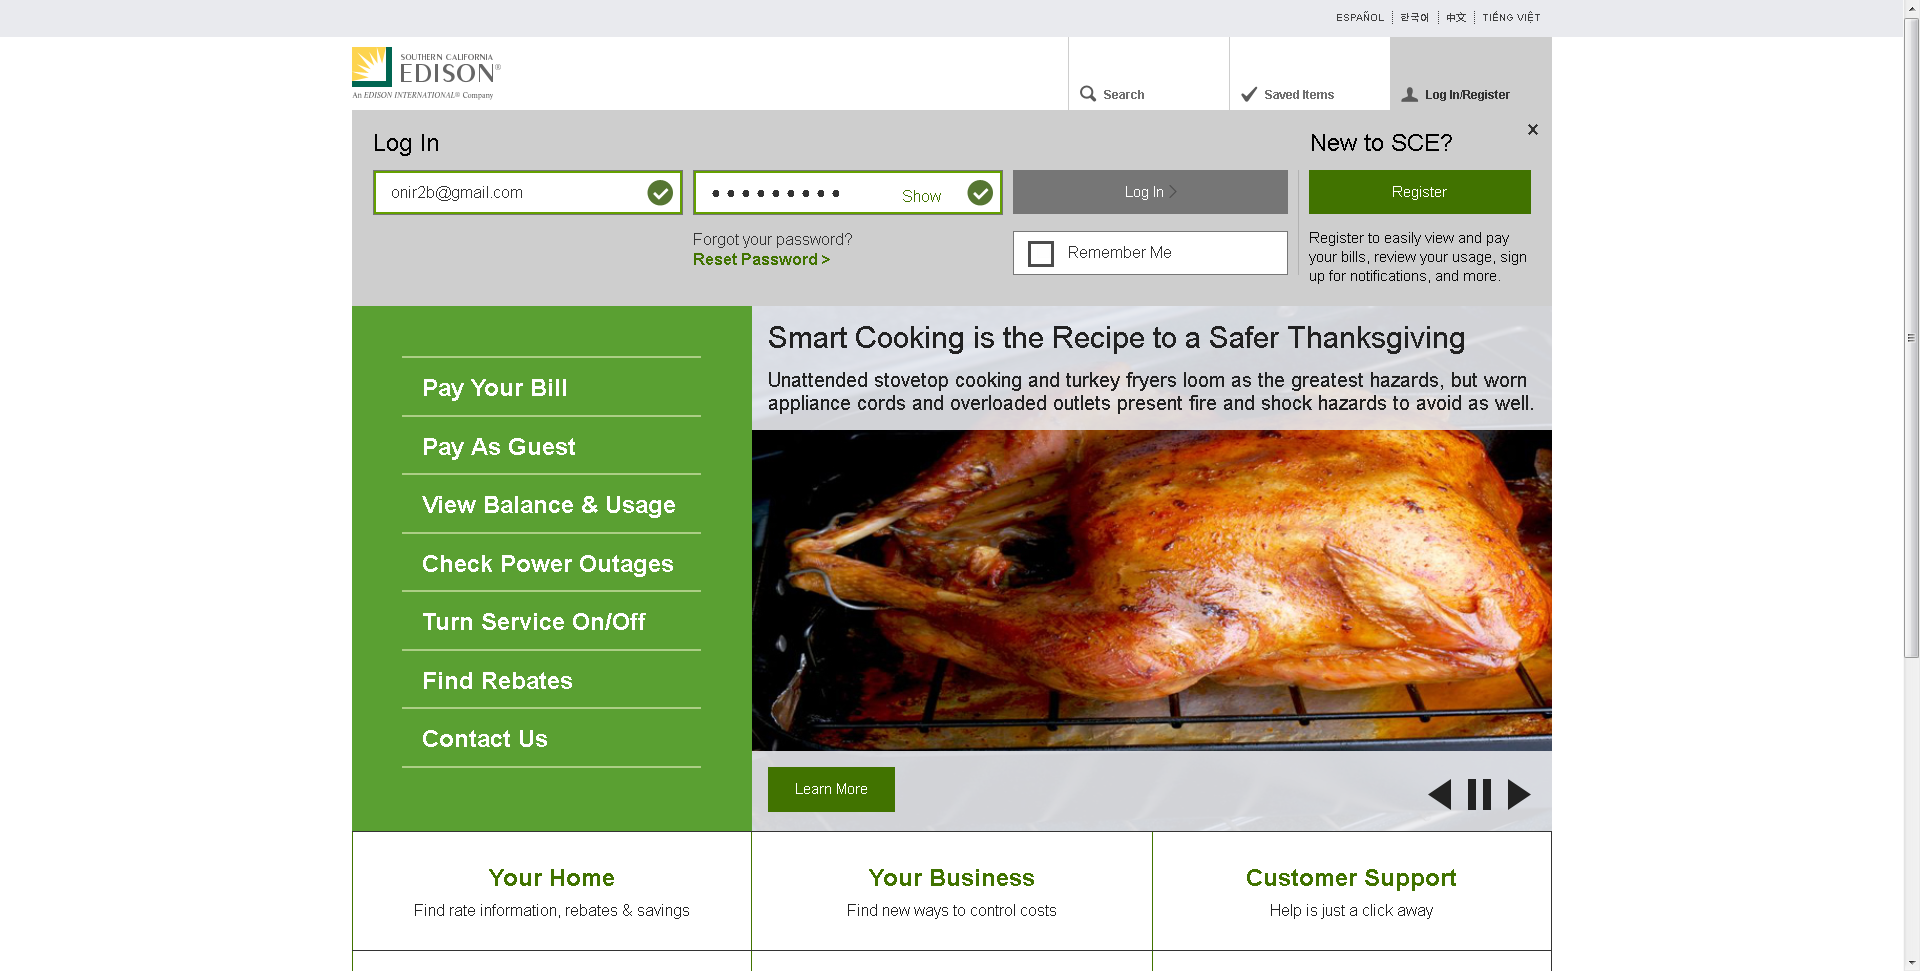 ESPAÑOL
한국어
中文
TIẾNG VIỆT
SOUTHERN CALIFORNIA
EDISON®
An EDISON INTERNATIONAL® Company
Search
Saved Items
Log In/Register
Log In
New to SCE?
onir2b@gmail.com
Show
Log In
Register
Forgot your password?
Reset Password >
Remember Me
Register to easily view and pay
your bills, review your usage, sign
up for notifications, and more.
Pay Your Bill
Pay As Guest
View Balance & Usage
Check Power Outages
Turn Service On/Off
Find Rebates
Contact Us
Smart Cooking is the Recipe to a Safer Thanksgiving
Unattended stovetop cooking and turkey fryers loom as the greatest hazards, but worn
appliance cords and overloaded outlets present fire and shock hazards to avoid as well.
Learn More
Your Home
Find rate information, rebates & savings
Your Business
Find new ways to control costs
Customer Support
Help is just a click away